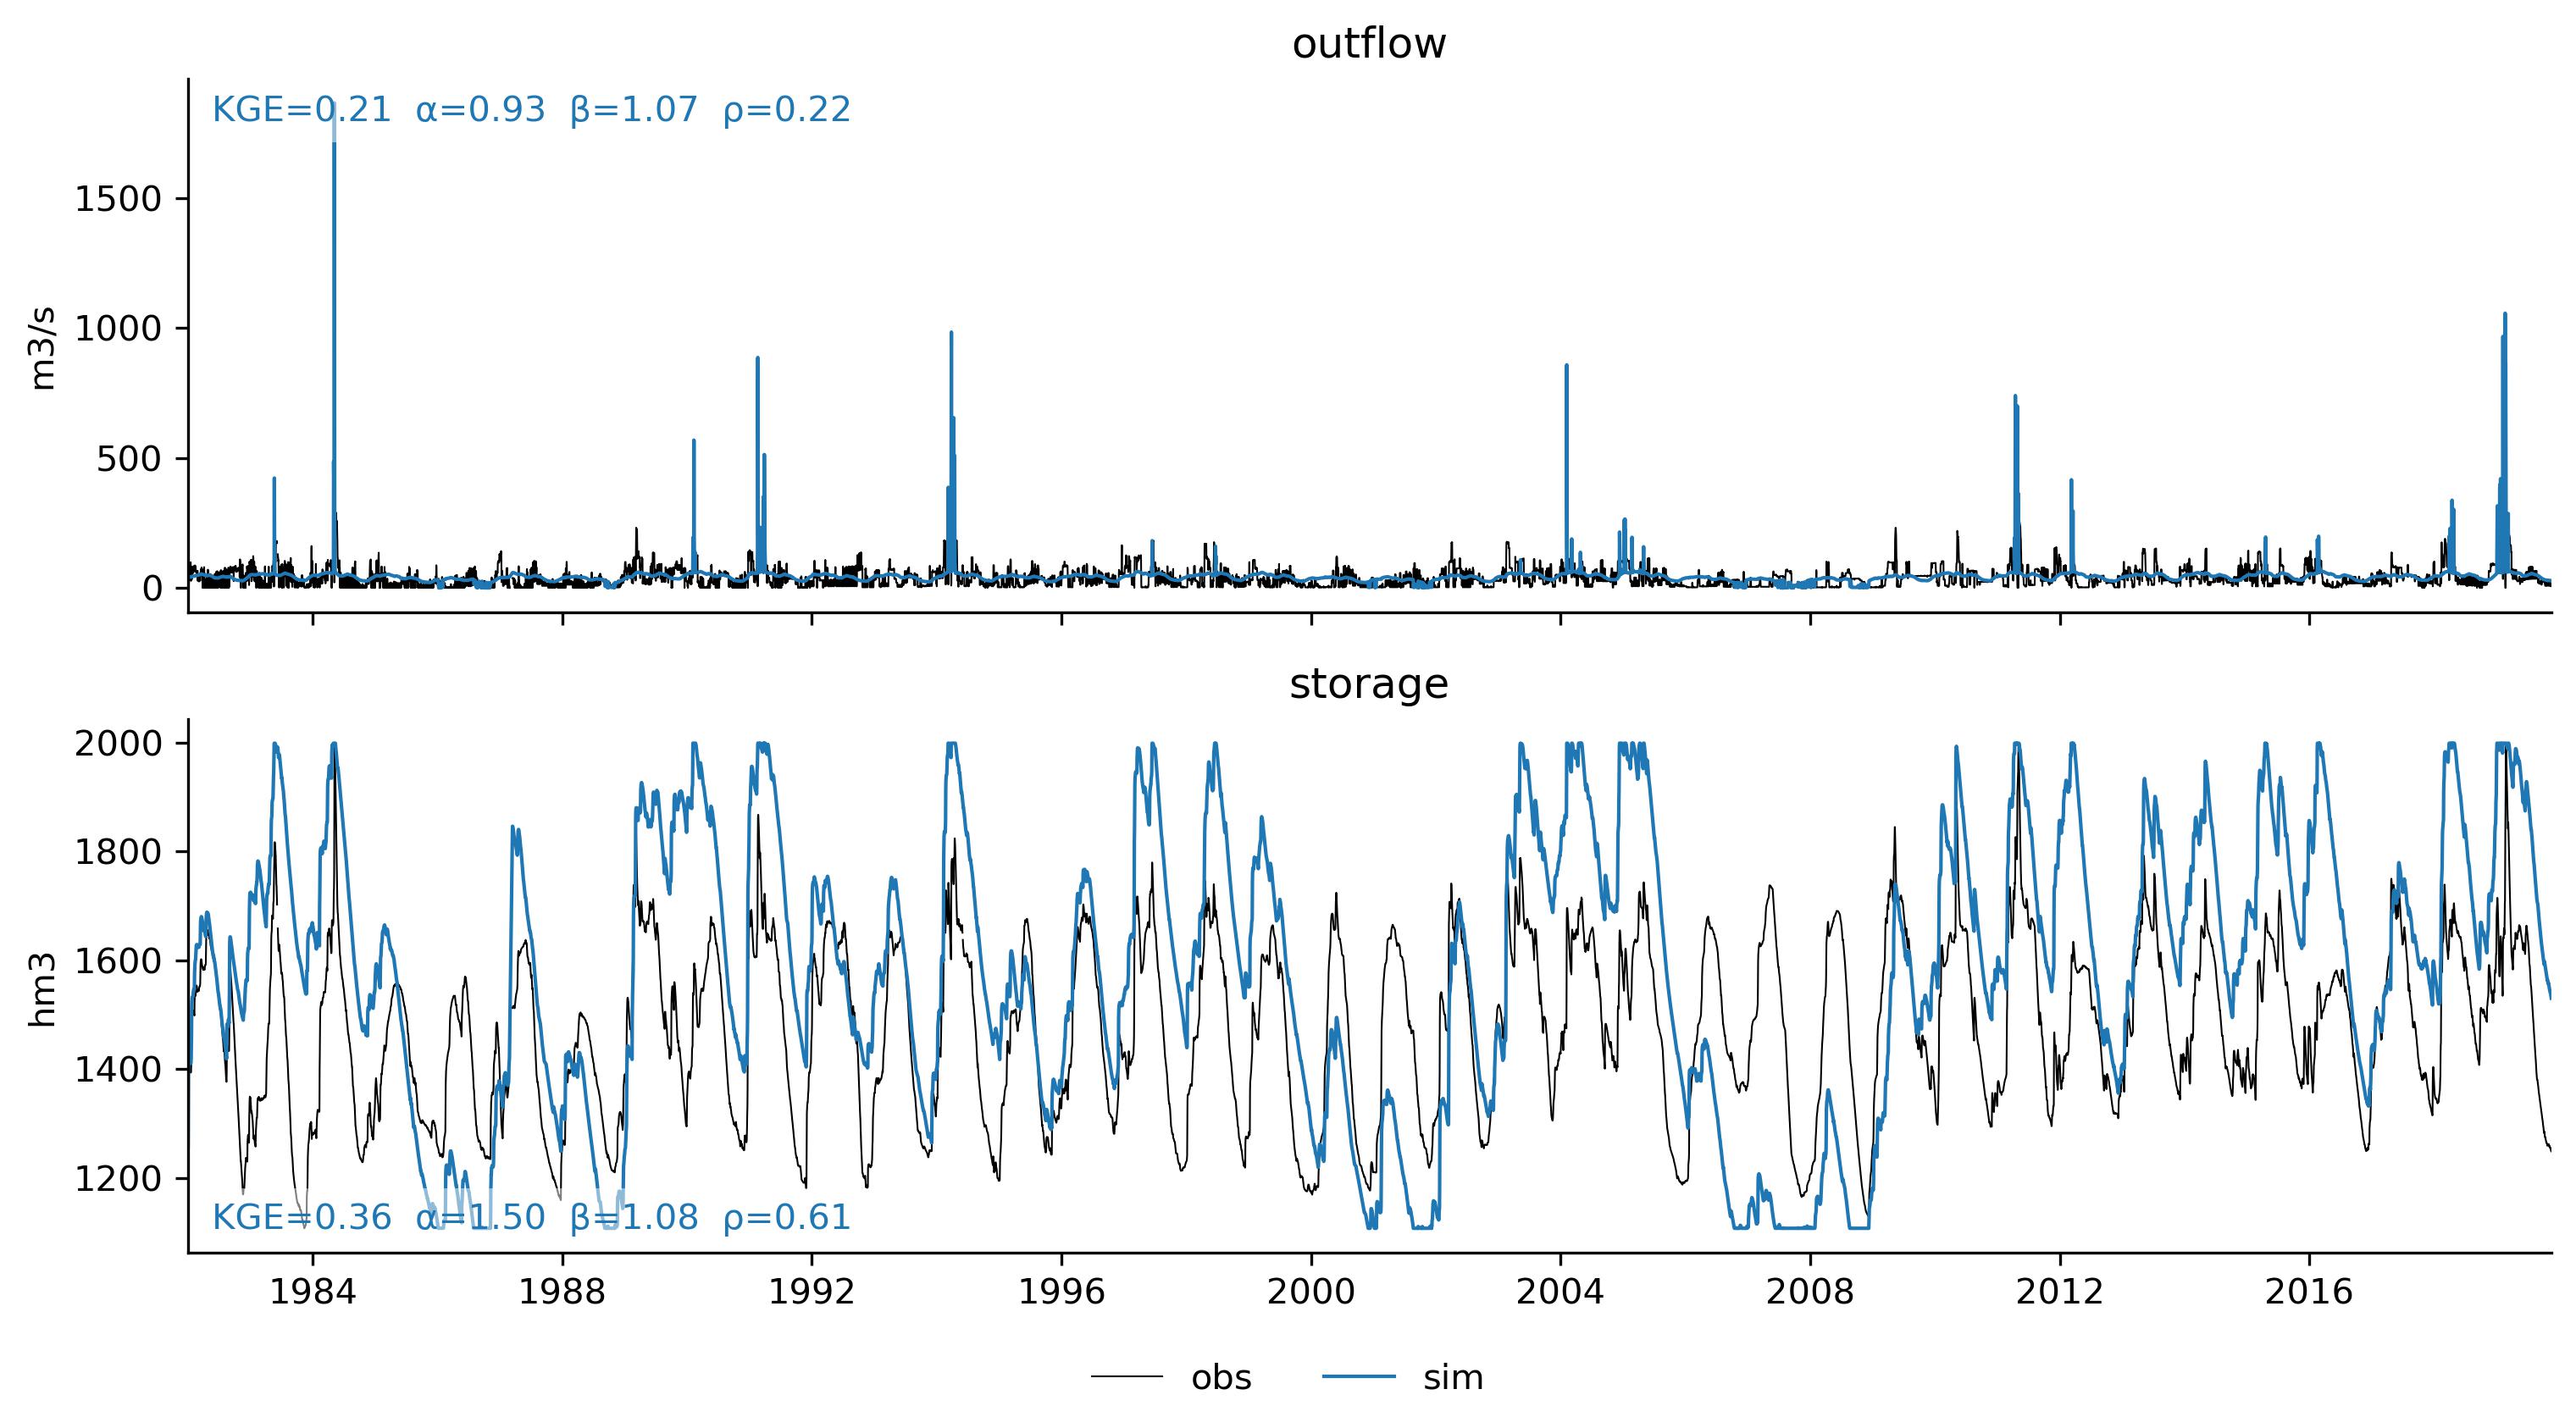 outflow
KGE=0.21 α=0.93 β=1.07 ρ=0.22
1500
1000
500
0
m3/s
storage
2000
1800
1600
1400
1200
hm3
KGE=0.36 α=1.50 β=1.08 ρ=0.61
1984 1988 1992 1996 2000 2004 2008 2012 2016
obs sim